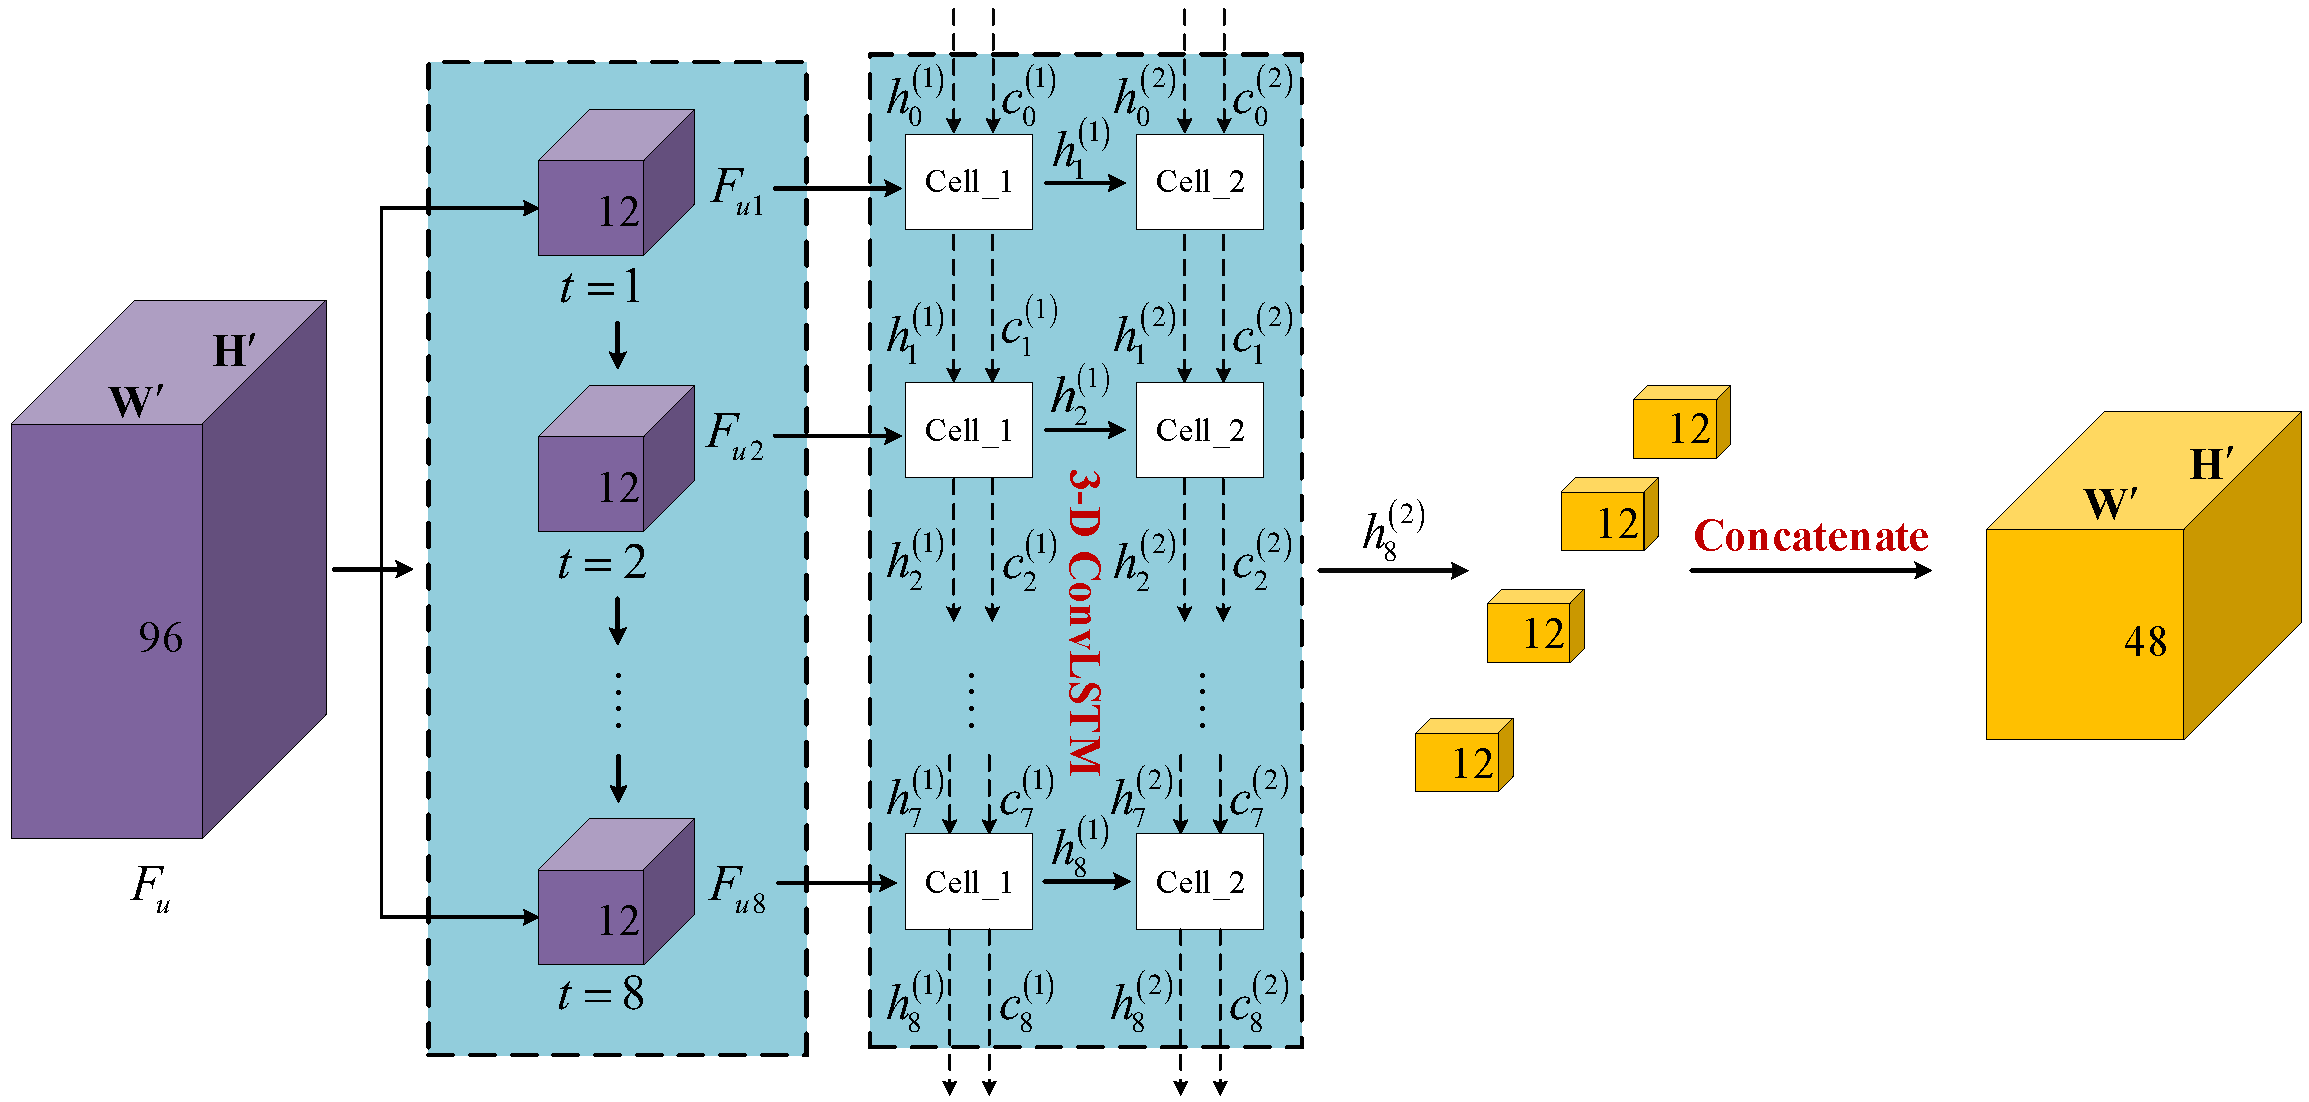 W′
H′
96
F_u
12
t = 1
12
t = 2
⋮
12
t = 8
F_{u1}
F_{u2}
F_{u8}
h_0^{(1)} c_0^{(1)} h_0^{(2)} c_0^{(2)}
Cell_1 h_1^{(1)} Cell_2
h_1^{(1)} c_1^{(1)} h_1^{(2)} c_1^{(2)}
Cell_1 h_2^{(1)} Cell_2
h_2^{(1)} c_2^{(1)} h_2^{(2)} c_2^{(2)}
⋮ ⋮
3-D ConvLSTM
h_7^{(1)} c_7^{(1)} h_7^{(2)} c_7^{(2)}
Cell_1 h_8^{(1)} Cell_2
h_8^{(1)} c_8^{(1)} h_8^{(2)} c_8^{(2)}
h_8^{(2)}
12
12
12
12
Concatenate
W′
H′
48